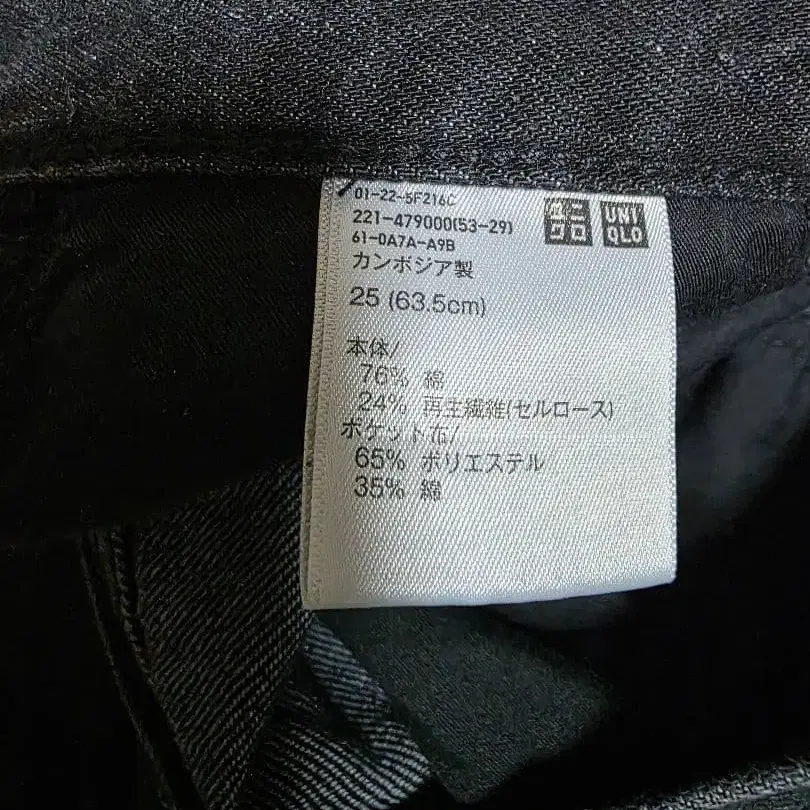 01-22-5F216C
221-479000(53-29)
61-0A7A-A9B
ユニクロ
UNIQLO
カンボジア製
25 (63.5cm)
本体/
76% 綿
24% 再生繊維(セルロース)
ポケット布/
65% ポリエステル
35% 綿